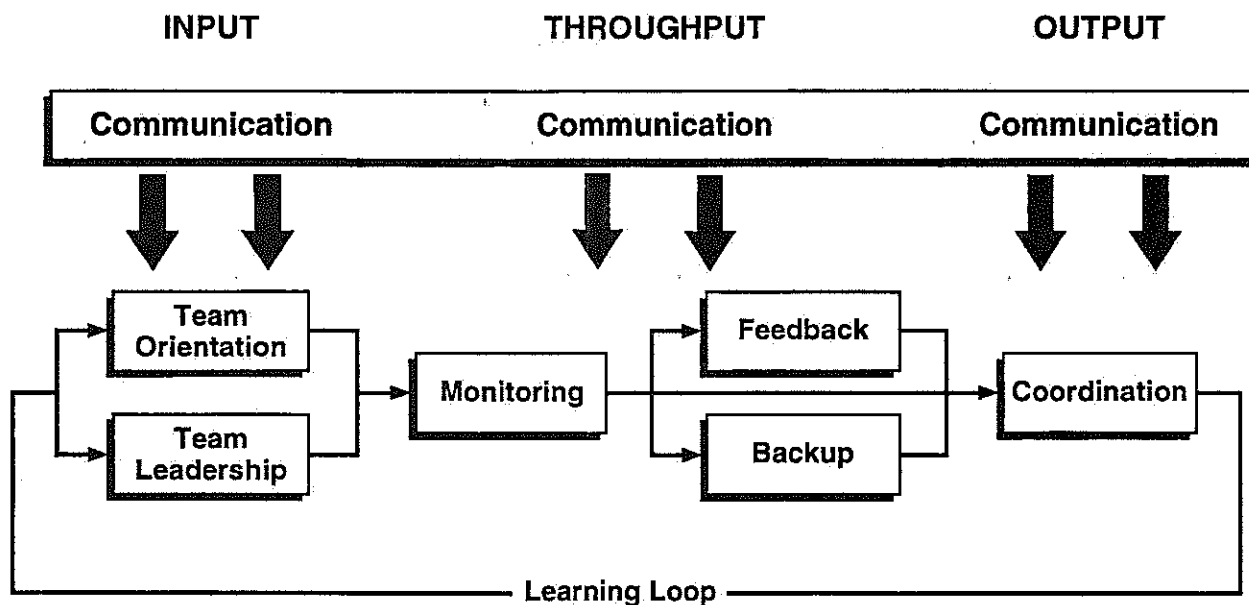 INPUT THROUGHPUT OUTPUT
Communication Communication Communication
Team
Orientation
Feedback
Monitoring
Coordination
Team
Leadership
Backup
Learning Loop